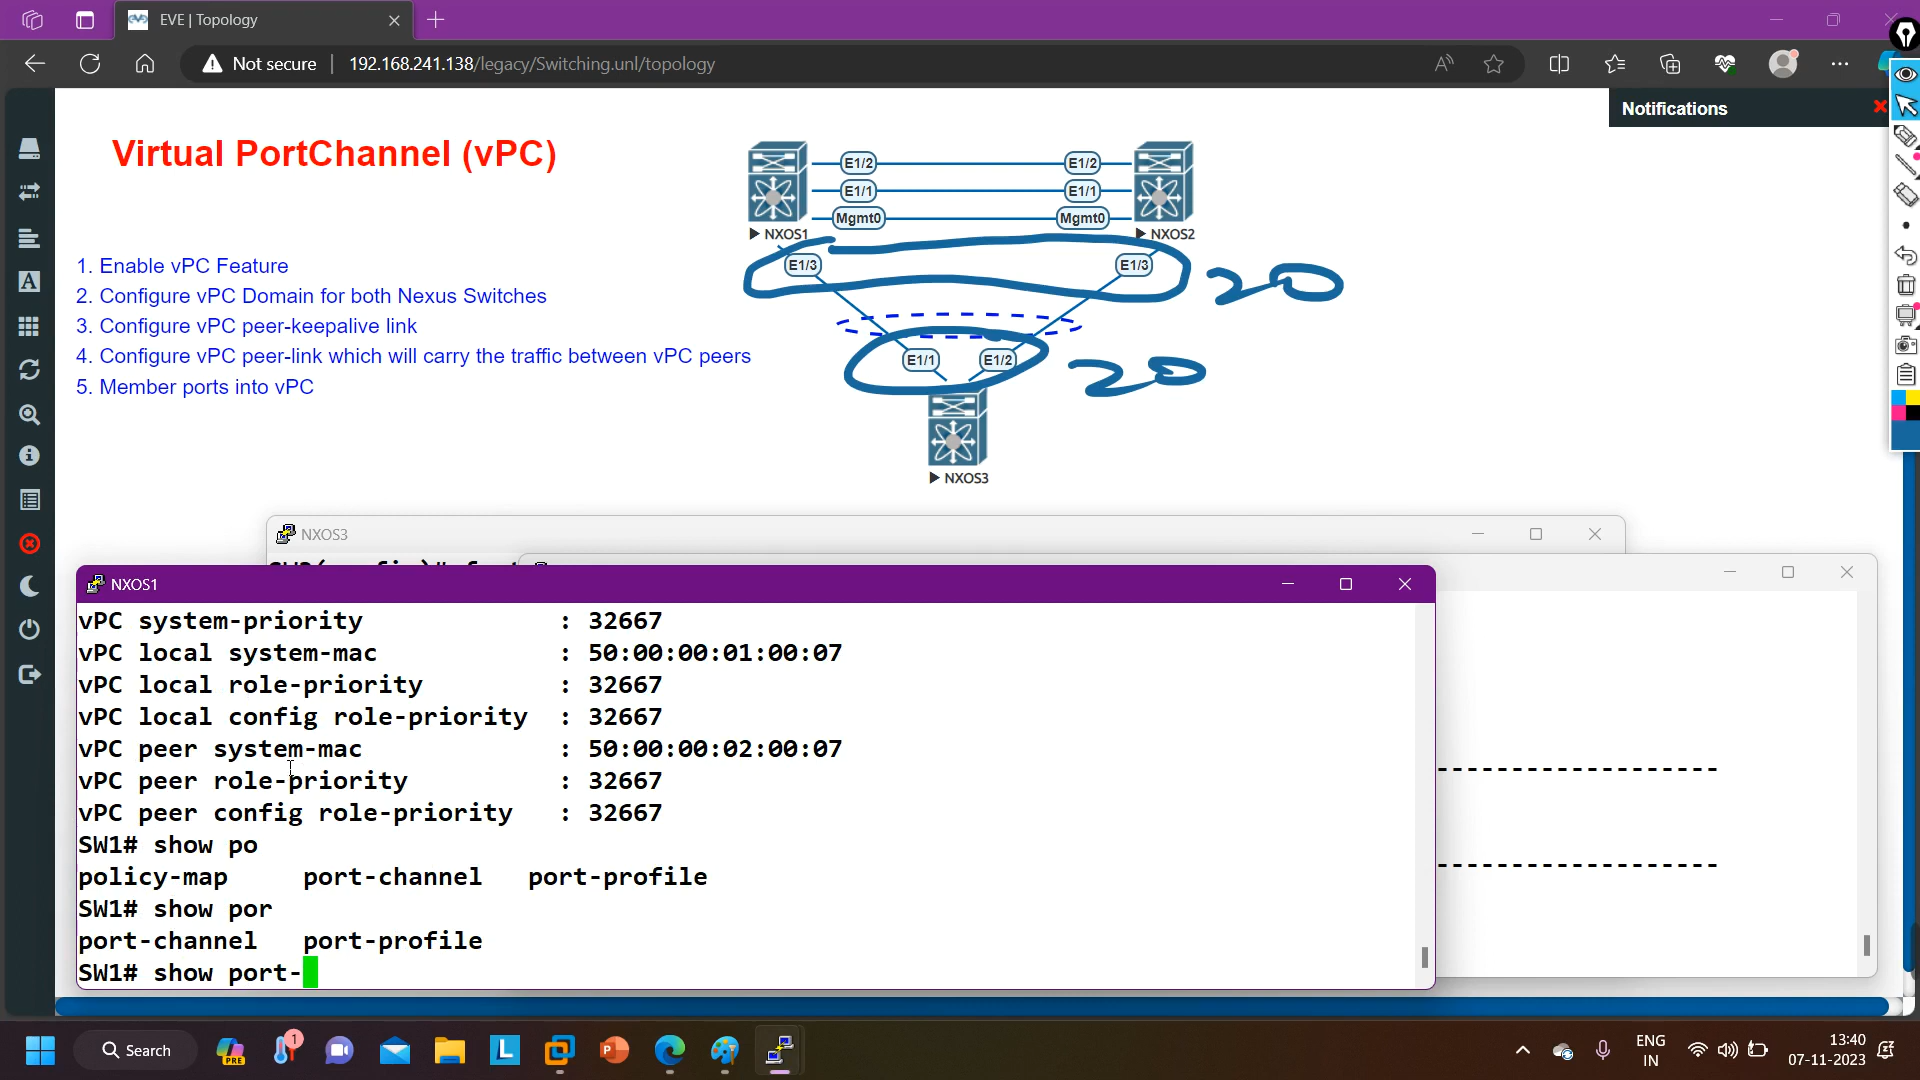 EVE | Topology
Not secure
192.168.241.138/legacy/Switching.unl/topology
Notifications
Virtual PortChannel (vPC)
1. Enable vPC Feature
2. Configure vPC Domain for both Nexus Switches
3. Configure vPC peer-keepalive link
4. Configure vPC peer-link which will carry the traffic between vPC peers
5. Member ports into vPC
E1/2 E1/2
E1/1 E1/1
Mgmt0 Mgmt0
NXOS1 NXOS2
E1/3 E1/3
20
E1/1 E1/2
20
NXOS3
NXOS3
NXOS1
vPC system-priority : 32667
vPC local system-mac : 50:00:00:01:00:07
vPC local role-priority : 32667
vPC local config role-priority : 32667
vPC peer system-mac : 50:00:00:02:00:07
vPC peer role-priority : 32667
vPC peer config role-priority : 32667
SW1# show po
policy-map port-channel port-profile
SW1# show por
port-channel port-profile
SW1# show port-
Search
PRE
1
L
P
ENG
IN
13:40
07-11-2023